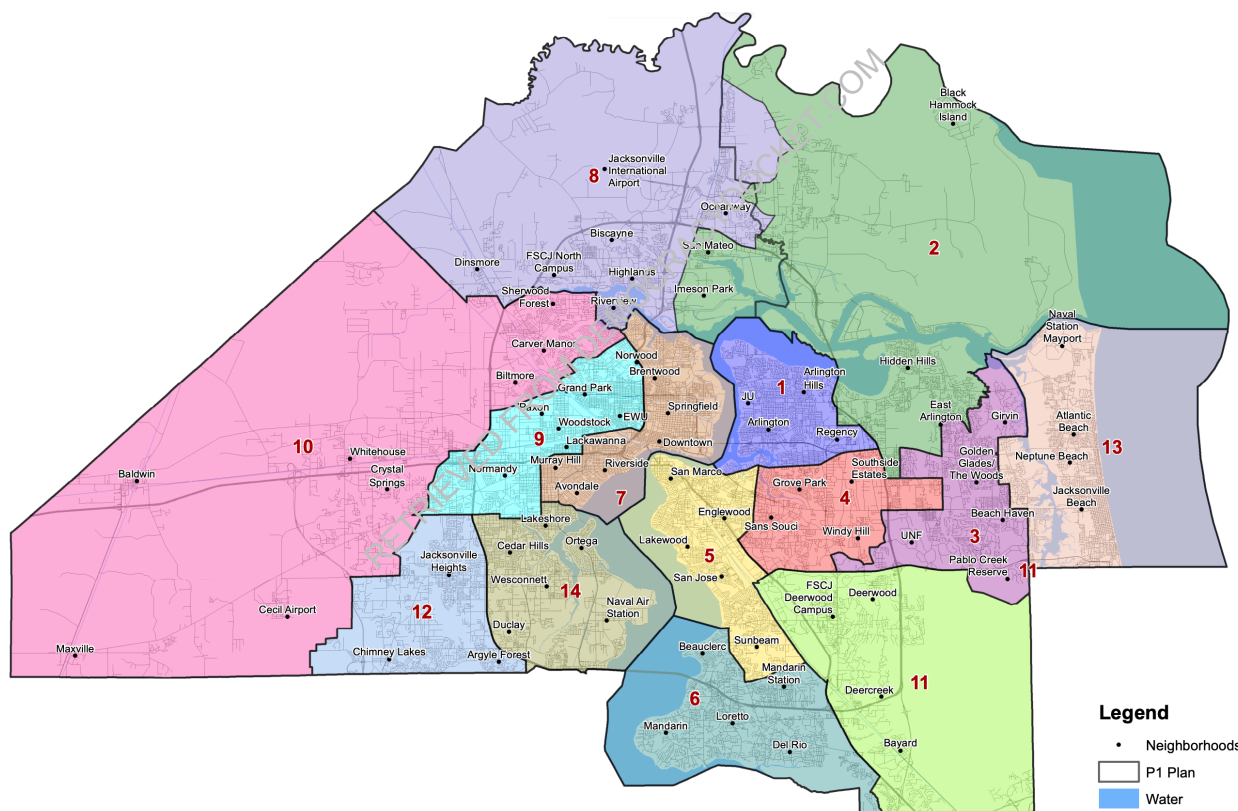 Black
Hammock
Island
Jacksonville
International
Airport
8
Oceanway
Biscayne
San Mateo
2
FSCJ North
Campus
Dinsmore
Highlands
Imeson Park
Sherwood
Forest
Riverview
Naval
Station
Mayport
Carver Manor
Norwood
Hidden Hills
Biltmore
Brentwood
Arlington
Hills
1
Grand Park
JU
Paxon
Springfield
EWU
East
Arlington
Girvin
Atlantic
Beach
Woodstock
Arlington
Regency
9
Lackawanna
Downtown
10
13
Whitehouse
Murray Hill
Riverside
San Marco
Southside
Estates
Golden
Glades/
The Woods
Neptune Beach
Baldwin
Crystal
Springs
Normandy
Avondale
7
Grove Park
4
Jacksonville
Beach
Lakeshore
Englewood
Sans Souci
Windy Hill
Beach Haven
3
Cedar Hills
Ortega
Lakewood
5
UNF
Jacksonville
Heights
Wesconnett
14
San Jose
Pablo Creek
Reserve
11
FSCJ
Deerwood
Campus
Deerwood
Cecil Airport
12
Naval Air
Station
Duclay
Maxville
Chimney Lakes
Argyle Forest
Beauclerc
Sunbeam
Mandarin
Station
11
6
Deercreek
Loretto
Mandarin
Del Rio
Bayard
Legend
Neighborhoods
P1 Plan
Water